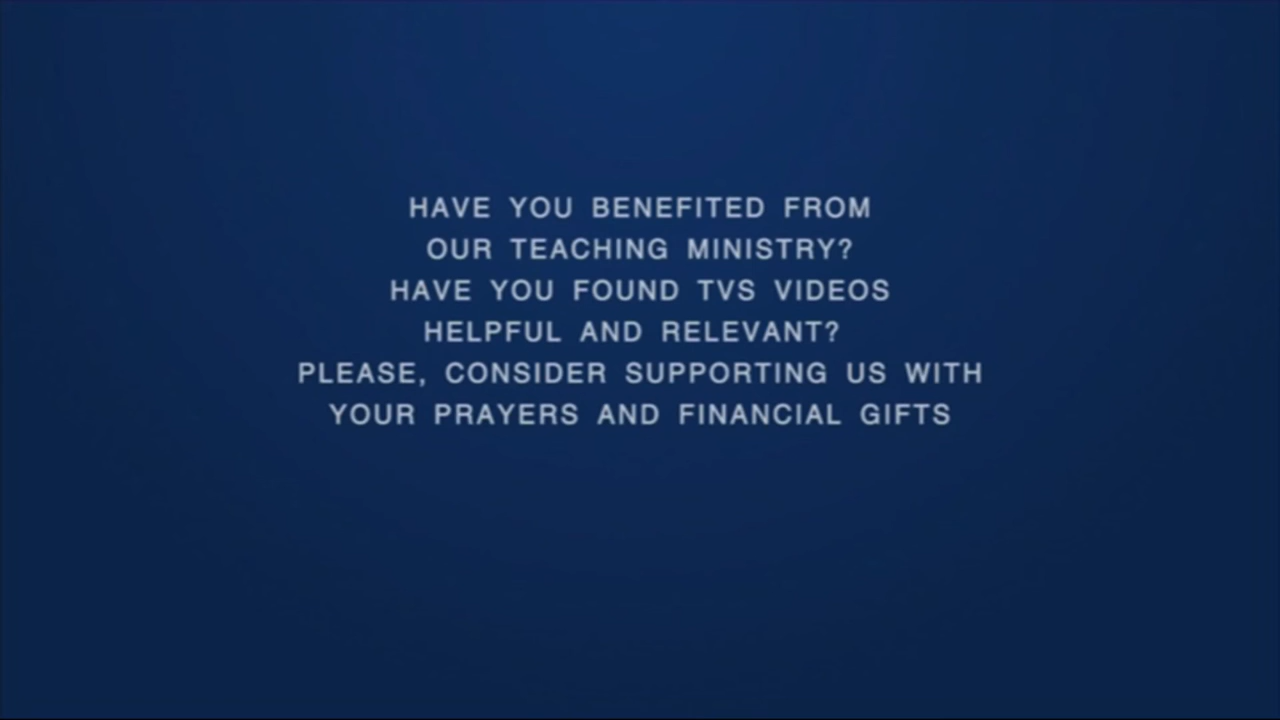 HAVE YOU BENEFITED FROM
OUR TEACHING MINISTRY?
HAVE YOU FOUND TVS VIDEOS
HELPFUL AND RELEVANT?
PLEASE, CONSIDER SUPPORTING US WITH
YOUR PRAYERS AND FINANCIAL GIFTS